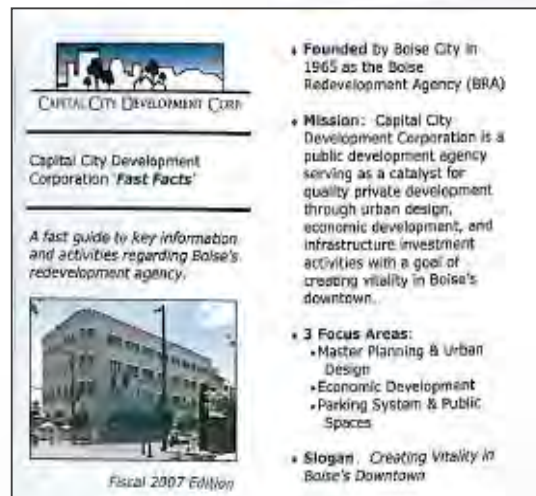 CAPITAL CITY DEVELOPMENT CORP
Capital City Development
Corporation 'Fast Facts'
A fast guide to key information
and activities regarding Boise's
redevelopment agency.
Fiscal 2007 Edition
Founded by Boise City in
1965 as the Boise
Redevelopment Agency (BRA)
Mission: Capital City
Development Corporation is a
public development agency
serving as a catalyst for
quality private development
through urban design,
economic development, and
infrastructure investment
activities with a goal of
creating vitality in Boise's
downtown.
3 Focus Areas:
•Master Planning & Urban
Design
•Economic Development
•Parking System & Public
Spaces
Slogan. Creating Vitality in
Boise's Downtown